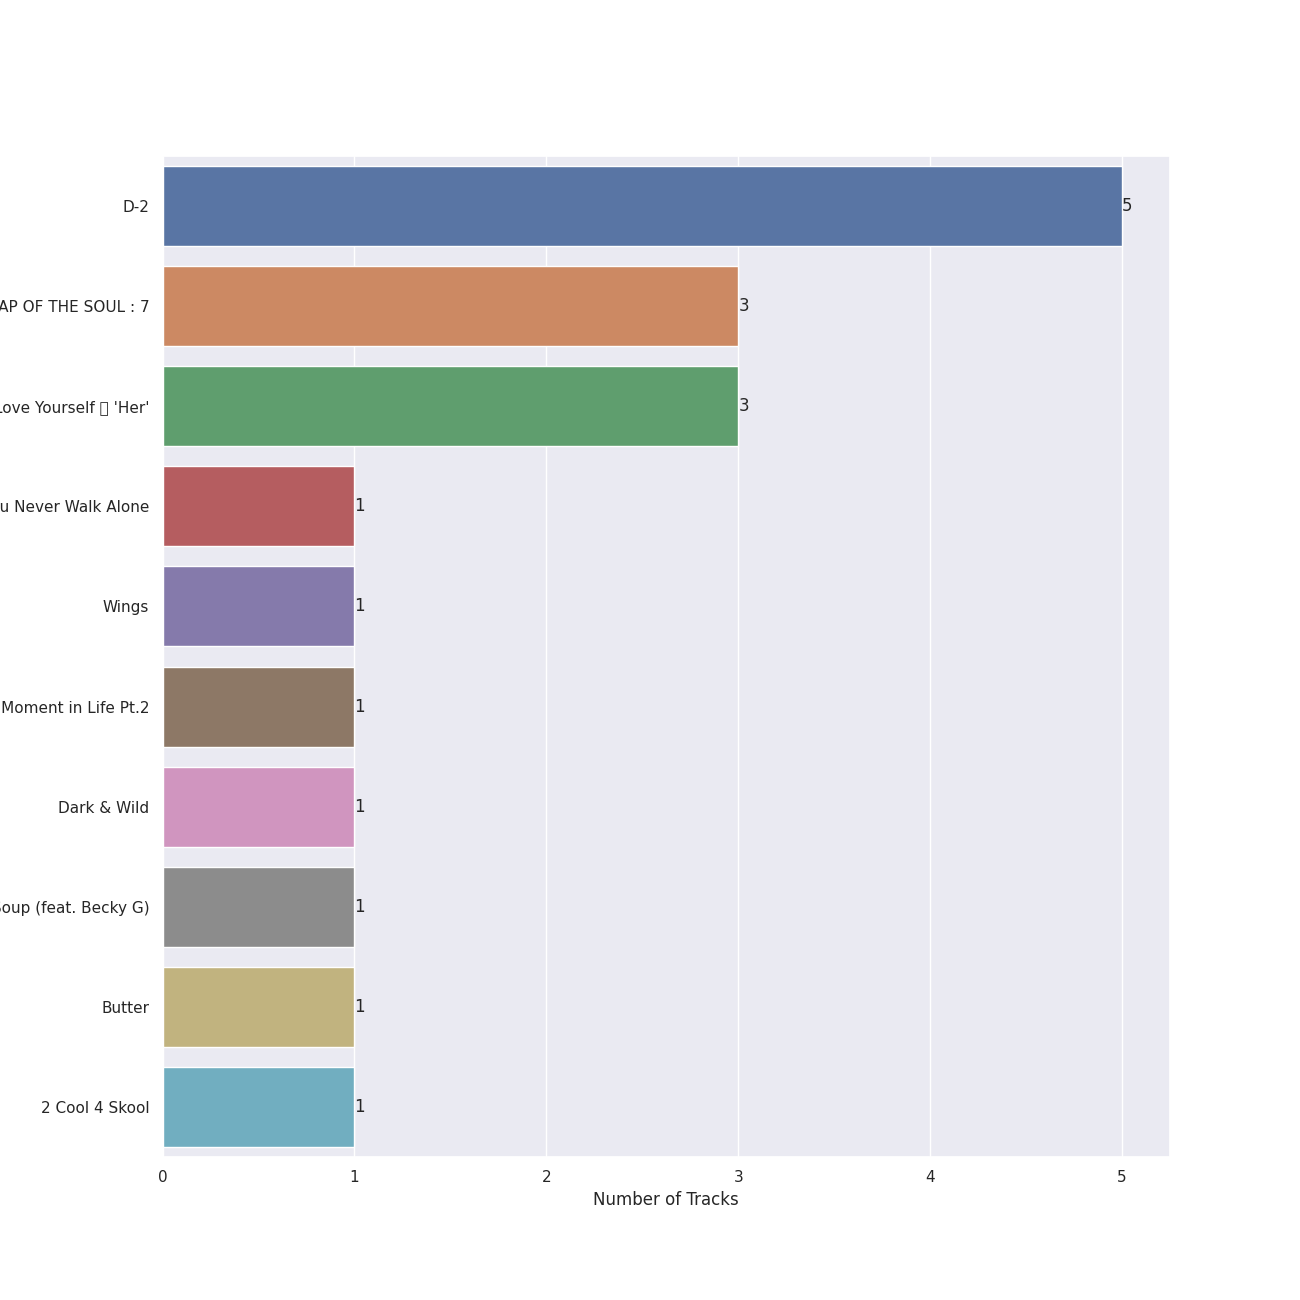 D-2
5
AP OF THE SOUL : 7
3
Love Yourself 'Her'
3
u Never Walk Alone
1
Wings
1
Moment in Life Pt.2
1
Dark & Wild
1
Soup (feat. Becky G)
1
Butter
1
2 Cool 4 Skool
1
0 1 2 3 4 5
Number of Tracks